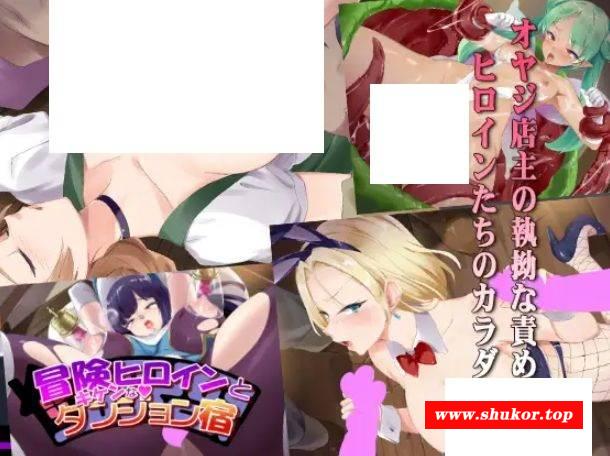 オヤジ店主の執拗な責め
ヒロインたちのカラダ
冒険ヒロインと
キケンな♥
ダンジョン宿
www.shukor.top